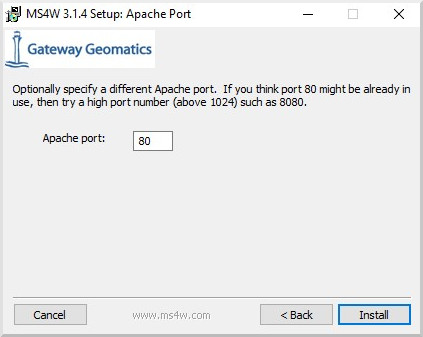 MS4W 3.1.4 Setup: Apache Port
Gateway Geomatics
Optionally specify a different Apache port.  If you think port 80 might be already in
use, then try a high port number (above 1024) such as 8080.
Apache port: 80
Cancel www.ms4w.com < Back Install